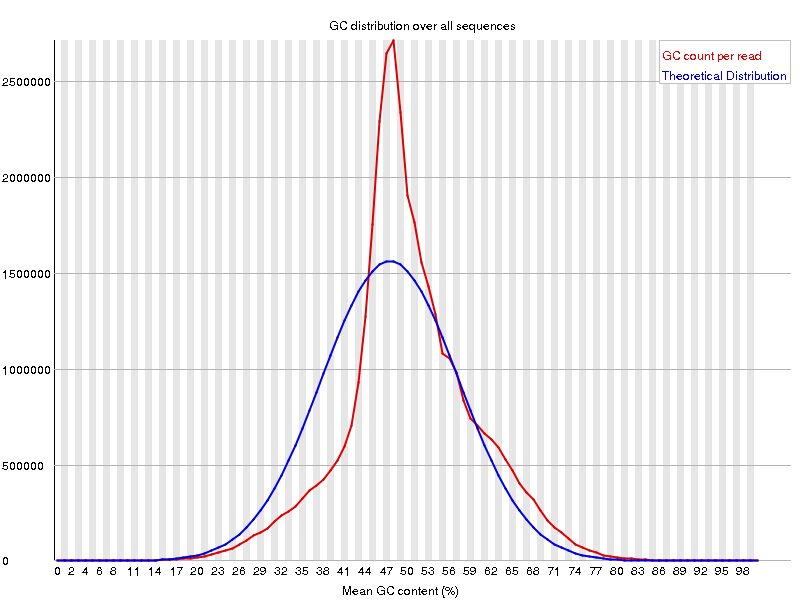 GC distribution over all sequences
GC count per read
Theoretical Distribution
2500000
2000000
1500000
1000000
500000
0
0 2 4 6 8 11 14 17 20 23 26 29 32 35 38 41 44 47 50 53 56 59 62 65 68 71 74 77 80 83 86 89 92 95 98
Mean GC content (%)